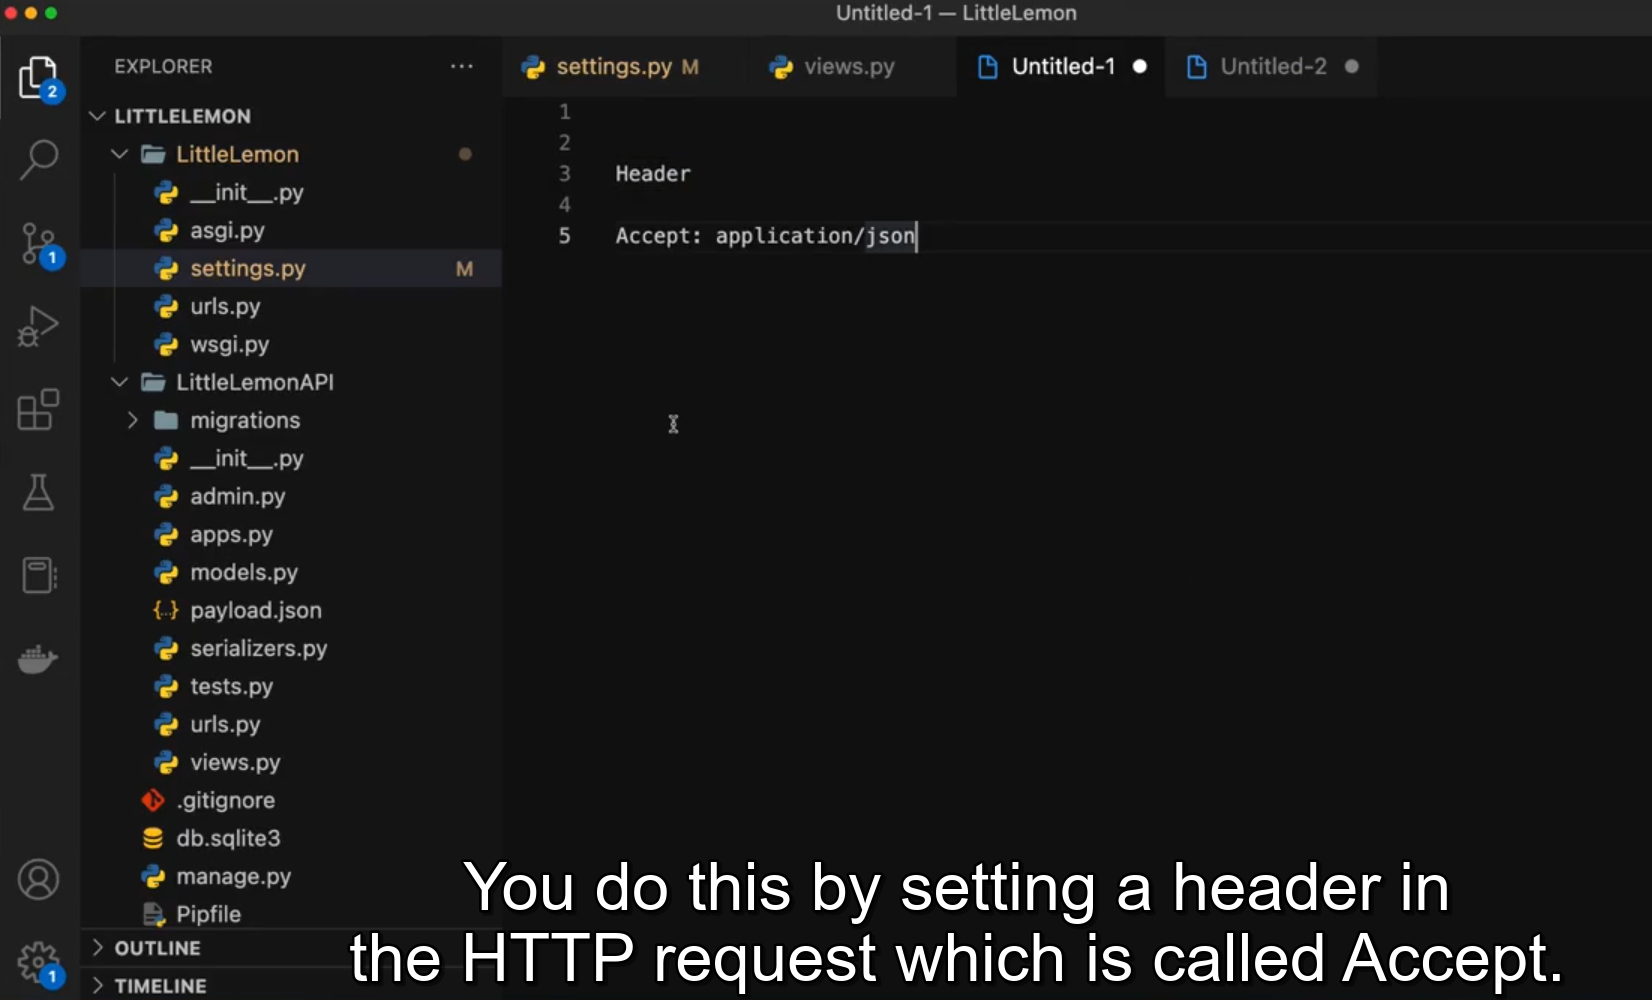 Untitled-1 — LittleLemon
EXPLORER
settings.py M
views.py
Untitled-1
Untitled-2
2
LITTLELEMON
LittleLemon
__init__.py
asgi.py
settings.py M
urls.py
wsgi.py
LittleLemonAPI
migrations
__init__.py
admin.py
apps.py
models.py
{..} payload.json
serializers.py
tests.py
urls.py
views.py
.gitignore
db.sqlite3
manage.py
Pipfile
OUTLINE
TIMELINE
1
1
1
2
3 Header
4
5 Accept: application/json
You do this by setting a header in
the HTTP request which is called Accept.